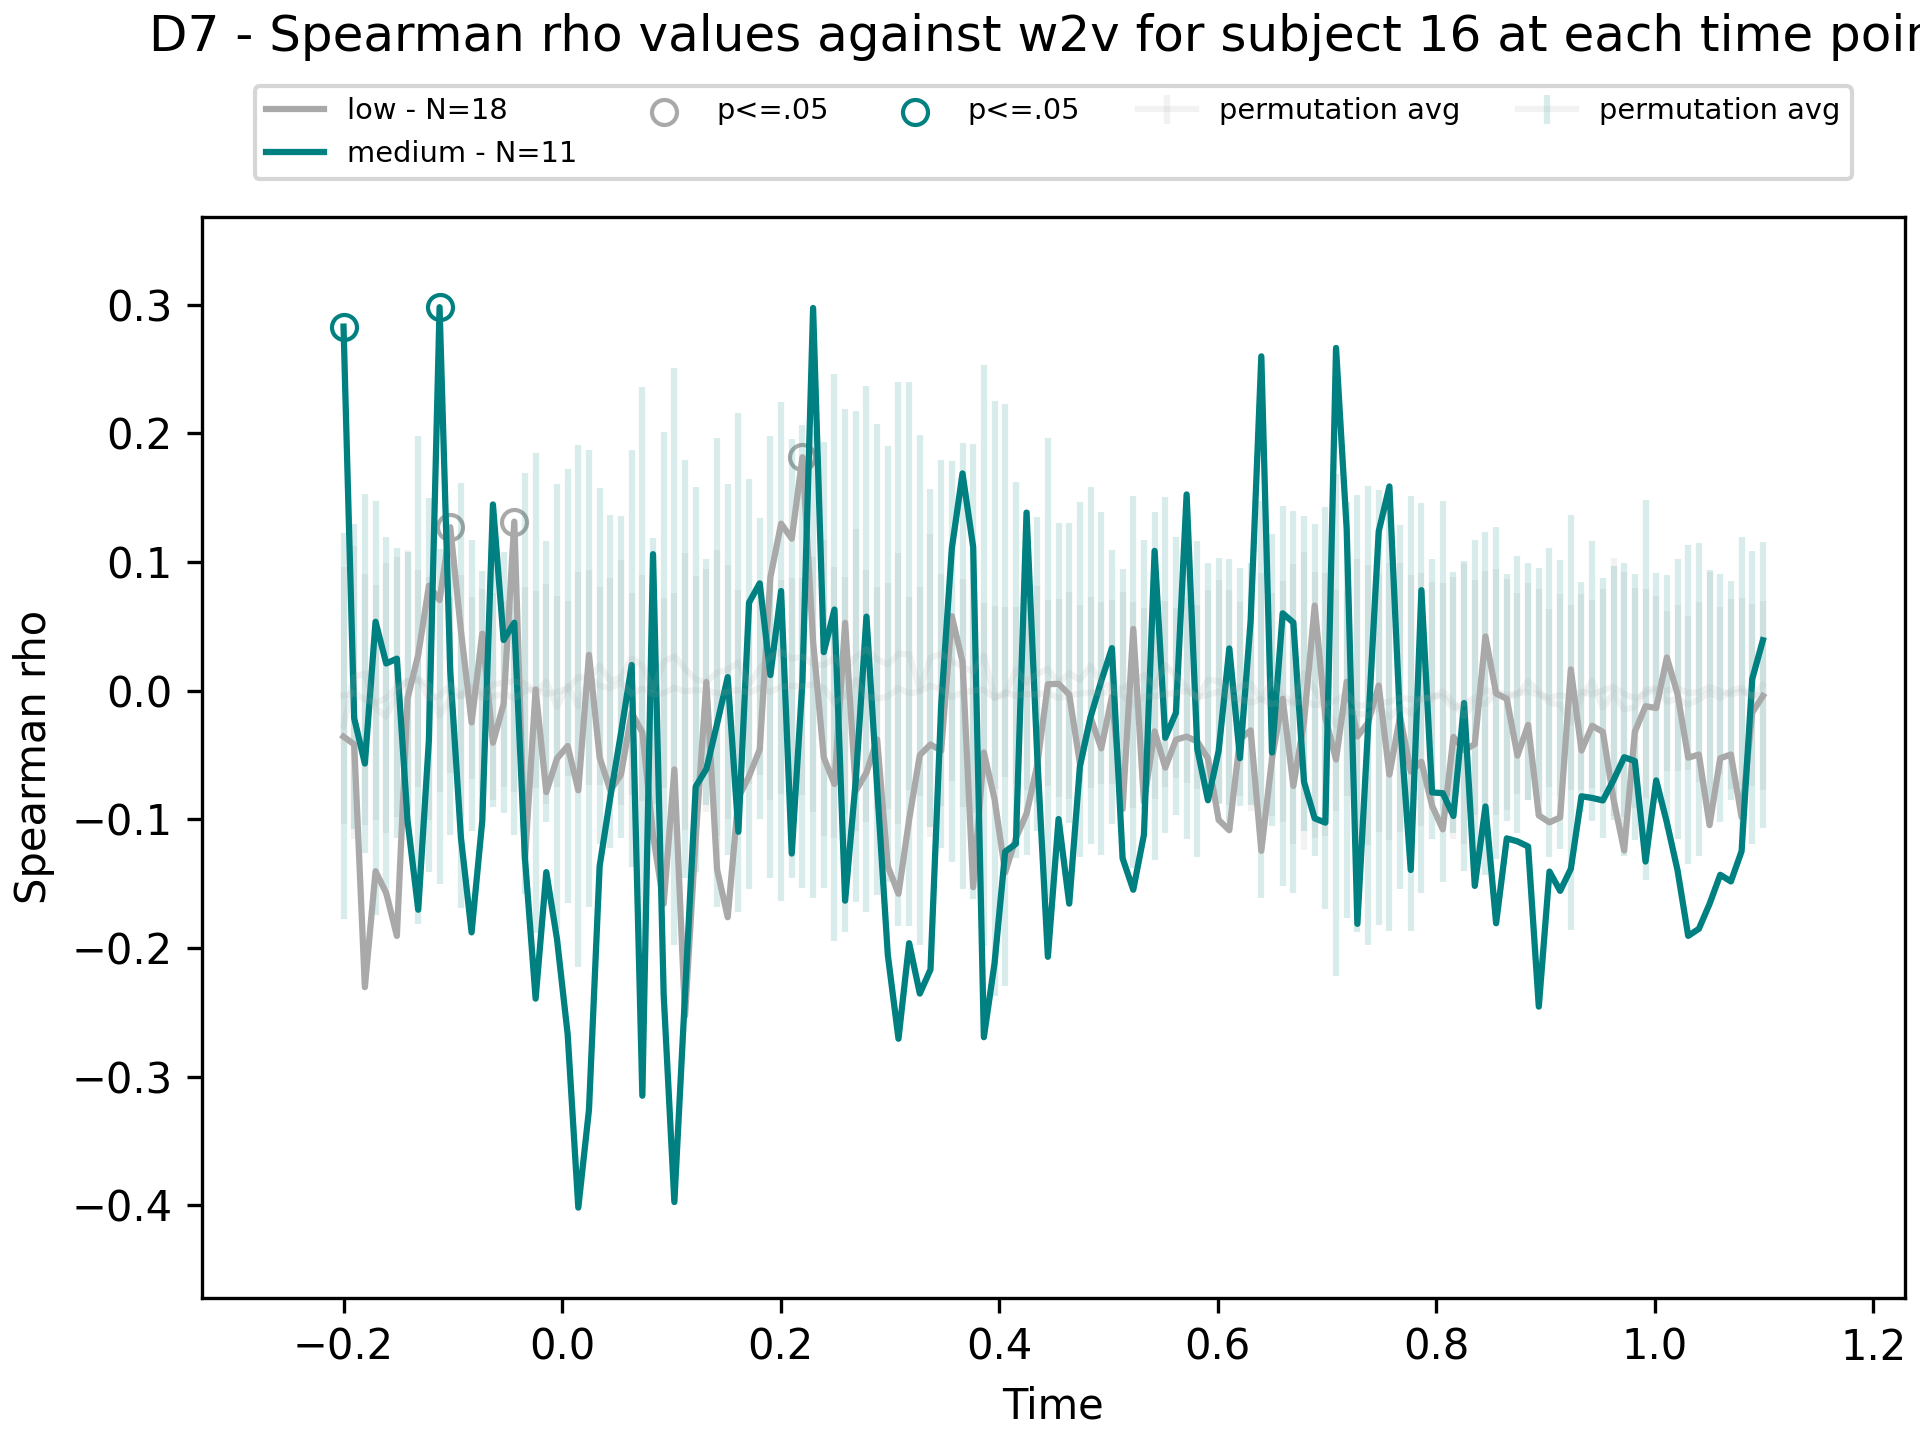 D7 - Spearman rho values against w2v for subject 16 at each time
low - N=18 p<=.05 p<=.05 permutation avg permutation avg
medium - N=11
0.3
0.2
0.1
0.0
−0.1
−0.2
−0.3
−0.4
Spearman rho
−0.2 0.0 0.2 0.4 0.6 0.8 1.0 1.2
Time